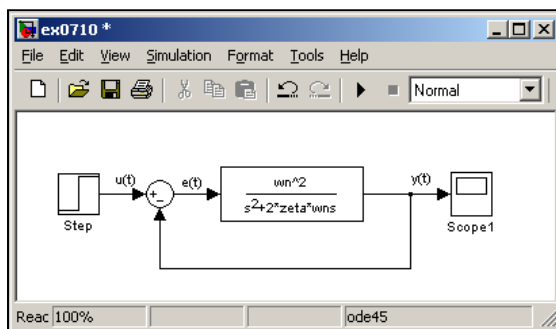 ex0710 *
File Edit View Simulation Format Tools Help
Normal
u(t) e(t) wn^2 y(t)
s2+2*zeta*wns
Step Scope1
Reac 100% ode45